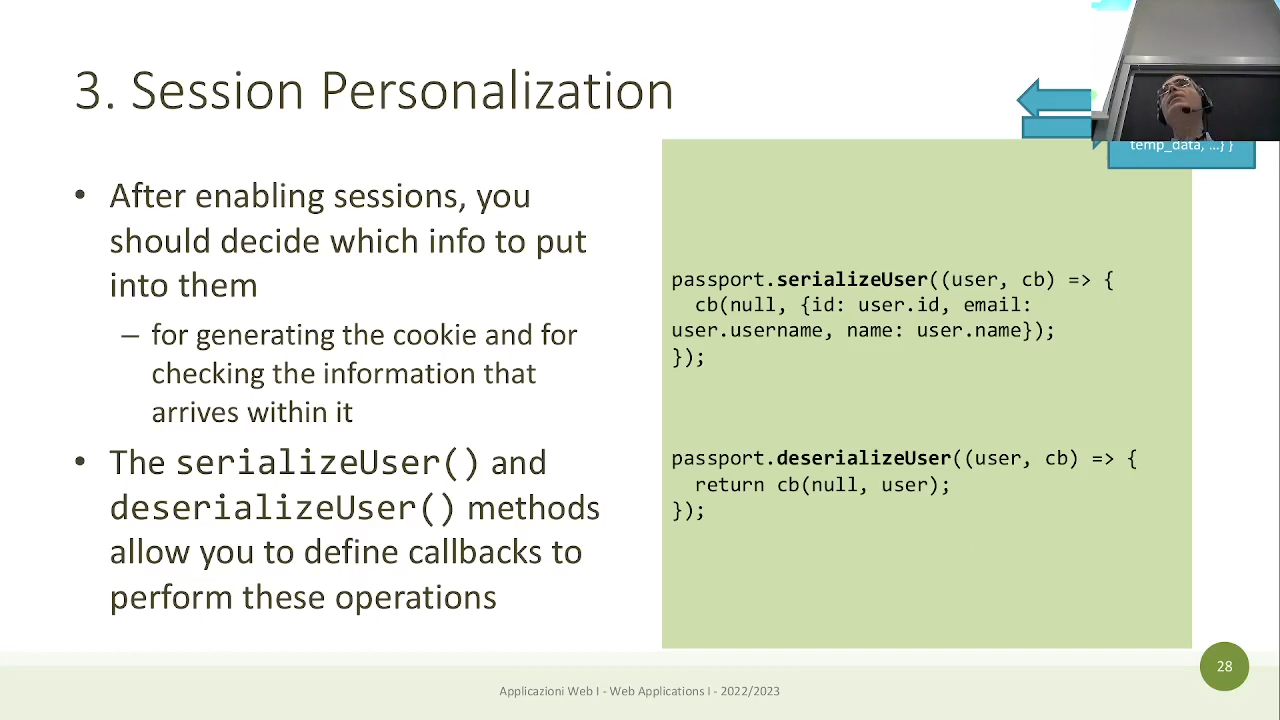 3. Session Personalization
temp_data, ...} }
• After enabling sessions, you
should decide which info to put
into them
– for generating the cookie and for
checking the information that
arrives within it
• The serializeUser() and
deserializeUser() methods
allow you to define callbacks to
perform these operations
passport.serializeUser((user, cb) => {
cb(null, {id: user.id, email:
user.username, name: user.name});
});
passport.deserializeUser((user, cb) => {
return cb(null, user);
});
28
Applicazioni Web I - Web Applications I - 2022/2023